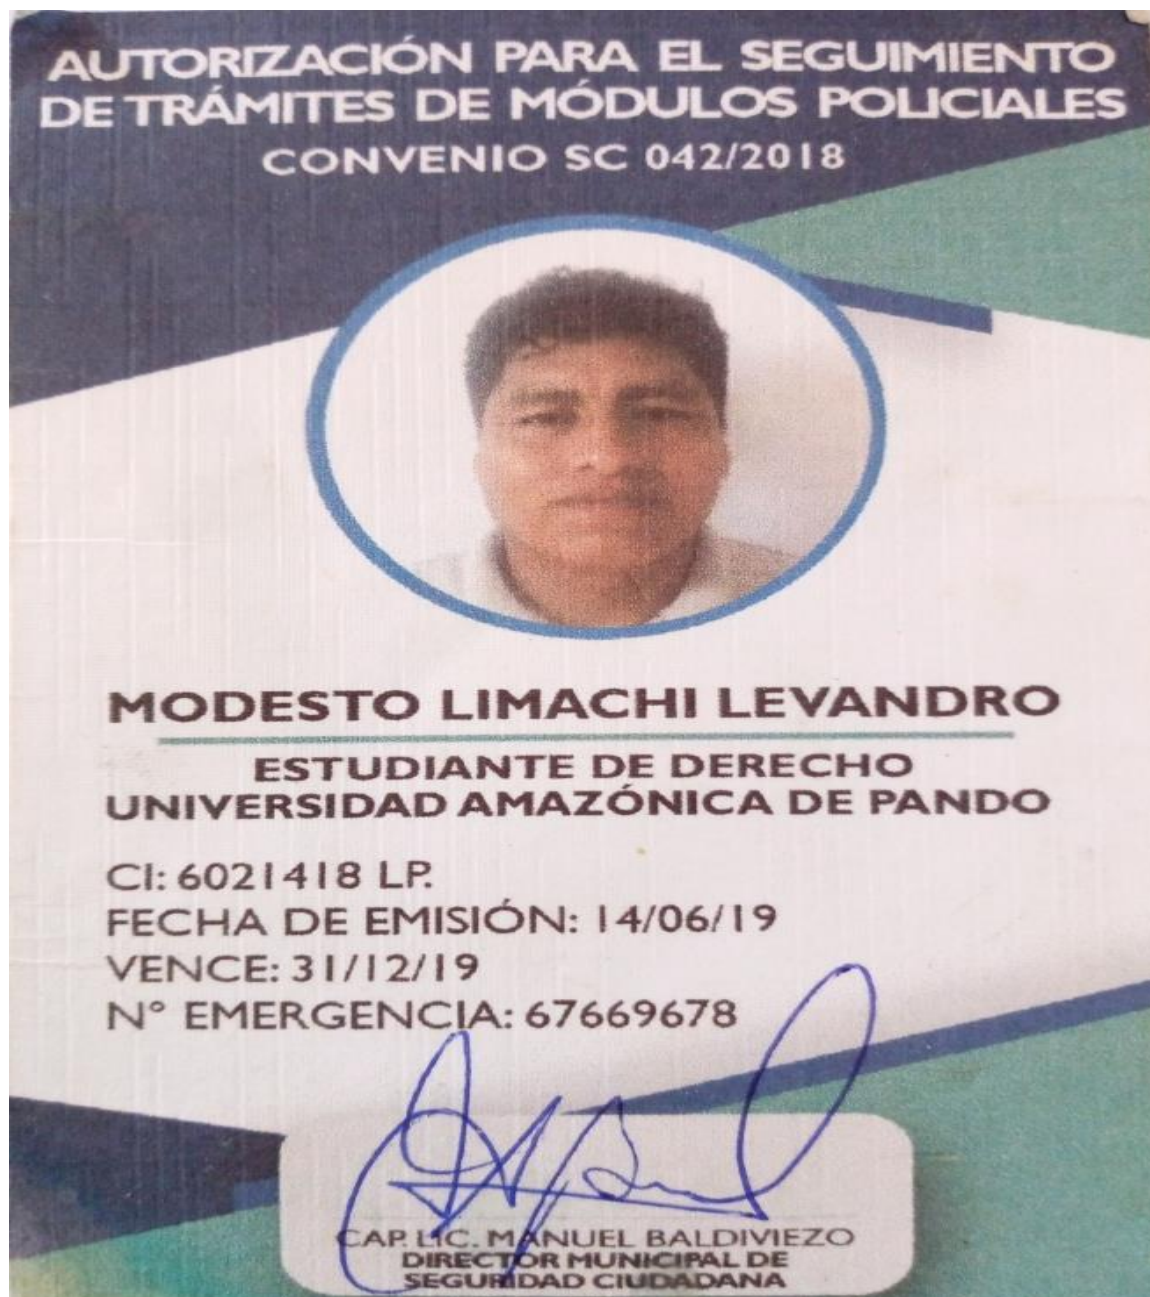 AUTORIZACIÓN PARA EL SEGUIMIENTO
DE TRÁMITES DE MÓDULOS POLICIALES
CONVENIO SC 042/2018
MODESTO LIMACHI LEVANDRO
ESTUDIANTE DE DERECHO
UNIVERSIDAD AMAZÓNICA DE PANDO
CI: 6021418 LP.
FECHA DE EMISIÓN: 14/06/19
VENCE: 31/12/19
N° EMERGENCIA: 67669678
CAP. LIC. MANUEL BALDIVIEZO
DIRECTOR MUNICIPAL DE
SEGURIDAD CIUDADANA